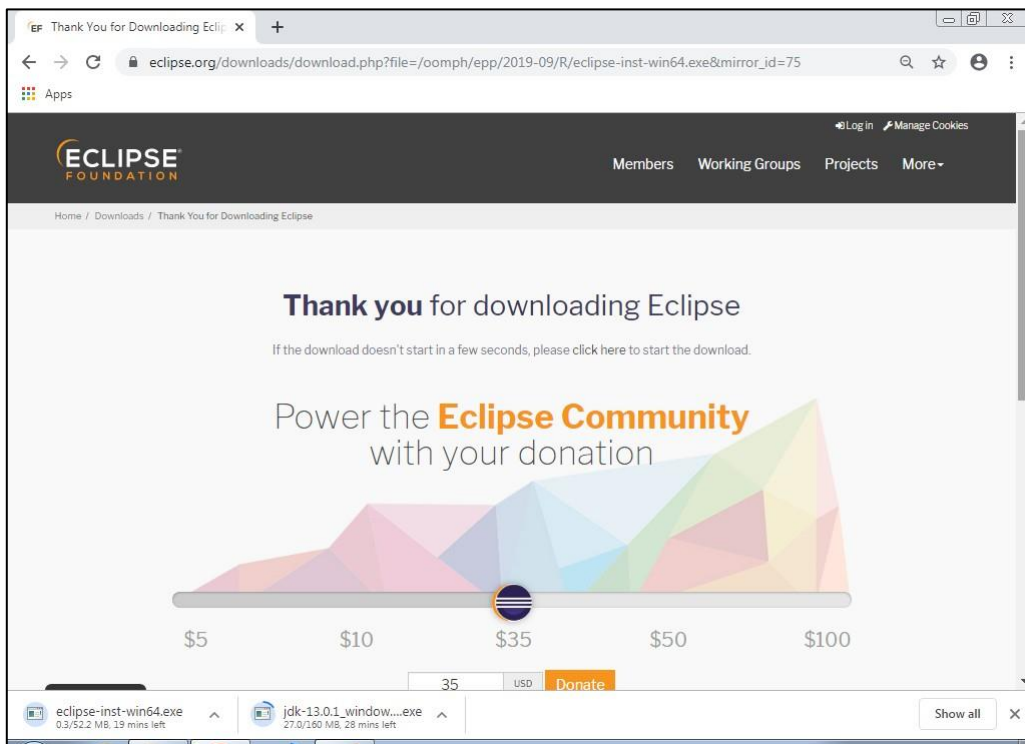 EF Thank You for Downloading Eclip
eclipse.org/downloads/download.php?file=/oomph/epp/2019-09/R/eclipse-inst-win64.exe&mirror_id=75
Apps
Log in Manage Cookies
ECLIPSE
FOUNDATION
Members Working Groups Projects More
Home / Downloads / Thank You for Downloading Eclipse
Thank you for downloading Eclipse
If the download doesn't start in a few seconds, please click here to start the download.
Power the Eclipse Community
with your donation
$5 $10 $35 $50 $100
35 USD Donate
eclipse-inst-win64.exe
0.3/52.2 MB, 19 mins left
jdk-13.0.1_window....exe
27.0/160 MB, 28 mins left
Show all